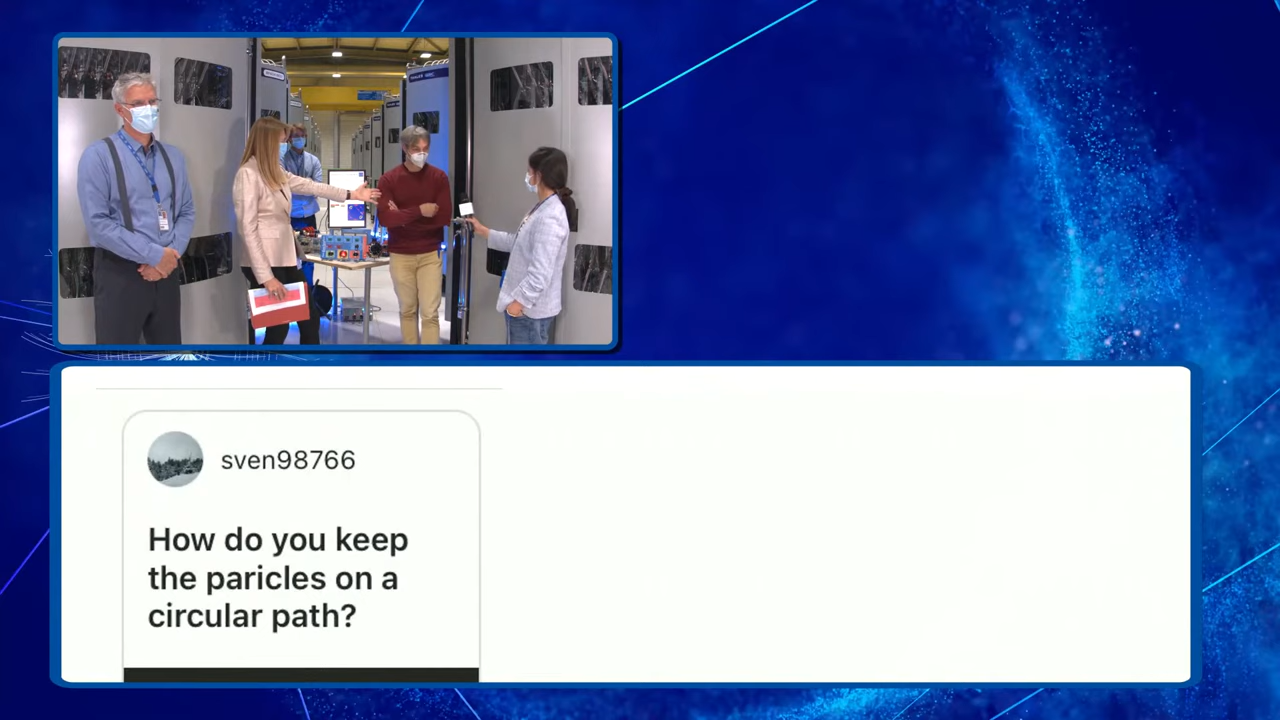 sven98766
How do you keep
the paricles on a
circular path?